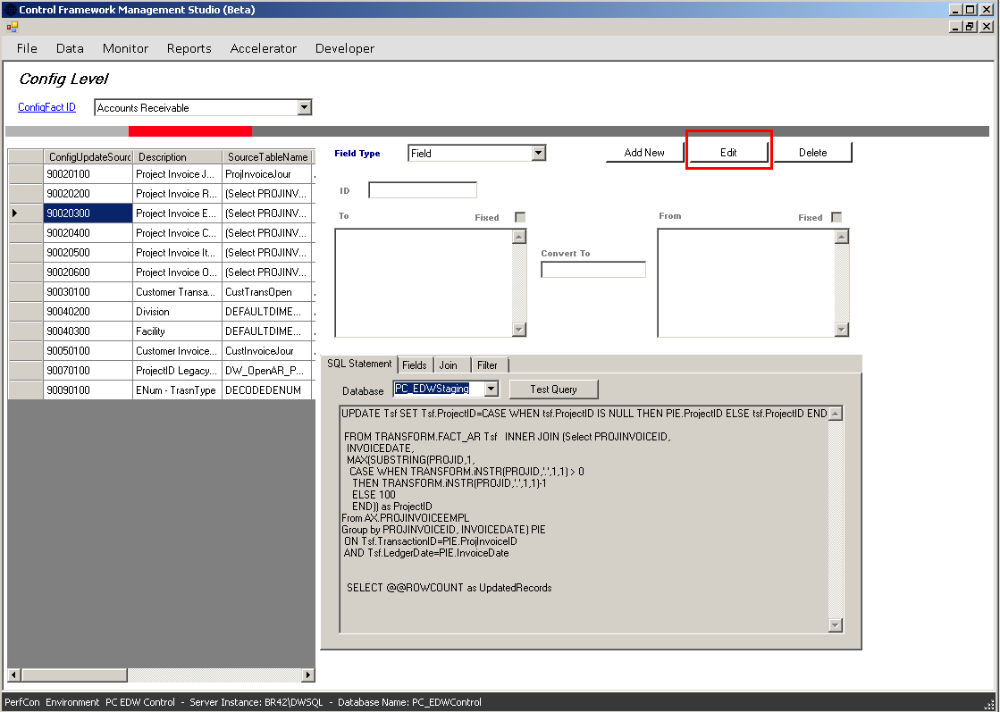 Control Framework Management Studio (Beta)
File Data Monitor Reports Accelerator Developer
Config Level
ConfigFact ID Accounts Receivable
ConfigUpdateSourc Description SourceTableName
90020100 Project Invoice J... ProjInvoiceJour
90020200 Project Invoice R... (Select PROJINV...
90020300 Project Invoice E... (Select PROJINV...
90020400 Project Invoice C... (Select PROJINV...
90020500 Project Invoice It... (Select PROJINV...
90020600 Project Invoice O... (Select PROJINV...
90030100 Customer Transa... CustTransOpen
90040200 Division DEFAULTDIME...
90040300 Facility DEFAULTDIME...
90050100 Customer Invoice... CustInvoiceJour
90070100 ProjectID Legacy... DW_OpenAR_P...
90090100 ENum - TrasnType DECODEDENUM
Field Type Field Add New Edit Delete
ID
To Fixed From Fixed
Convert To
SQL Statement Fields Join Filter
Database PC_EDWStaging Test Query
UPDATE Tsf SET Tsf.ProjectID=CASE WHEN tsf.ProjectID IS NULL THEN PIE.ProjectID ELSE tsf.ProjectID END
FROM TRANSFORM.FACT_AR Tsf INNER JOIN (Select PROJINVOICEID,
INVOICEDATE,
MAX(SUBSTRING(PROJID,1,
CASE WHEN TRANSFORM.iNSTR(PROJID,'.',1,1) > 0
THEN TRANSFORM.iNSTR(PROJID,'.',1,1)-1
ELSE 100
END)) as ProjectID
From AX.PROJINVOICEEMPL
Group by PROJINVOICEID, INVOICEDATE) PIE
ON Tsf.TransactionID=PIE.ProjInvoiceID
AND Tsf.LedgerDate=PIE.InvoiceDate
SELECT @@ROWCOUNT as UpdatedRecords
PerfCon Environment PC EDW Control - Server Instance: BR42\DWSQL - Database Name: PC_EDWControl